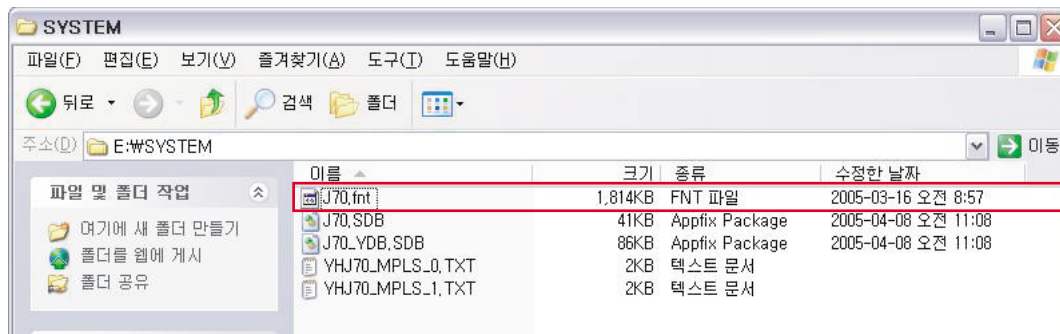 SYSTEM
파일(F) 편집(E) 보기(V) 즐겨찾기(A) 도구(T) 도움말(H)
뒤로 검색 폴더
주소(D) E:₩SYSTEM 이동
이름 크기 종류 수정한 날짜
파일 및 폴더 작업
여기에 새 폴더 만들기
폴더를 웹에 게시
폴더 공유
J70.fnt 1,814KB FNT 파일 2005-03-16 오전 8:57
J70.SDB 41KB Appfix Package 2005-04-08 오전 11:08
J70_YDB.SDB 86KB Appfix Package 2005-04-08 오전 11:08
YHJ70_MPLS_0.TXT 2KB 텍스트 문서
YHJ70_MPLS_1.TXT 2KB 텍스트 문서